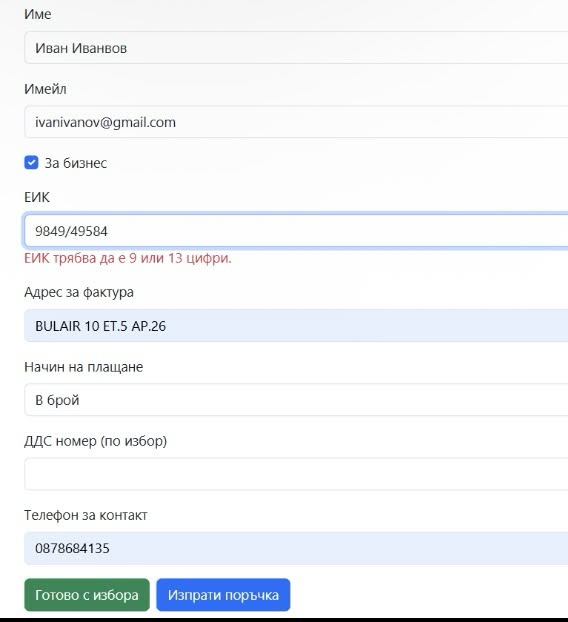 Име
Иван Иванвов
Имейл
ivanivanov@gmail.com
За бизнес
ЕИК
9849/49584
ЕИК трябва да е 9 или 13 цифри.
Адрес за фактура
BULAIR 10 ET.5 AP.26
Начин на плащане
В брой
ДДС номер (по избор)
Телефон за контакт
0878684135
Готово с избора
Изпрати поръчка